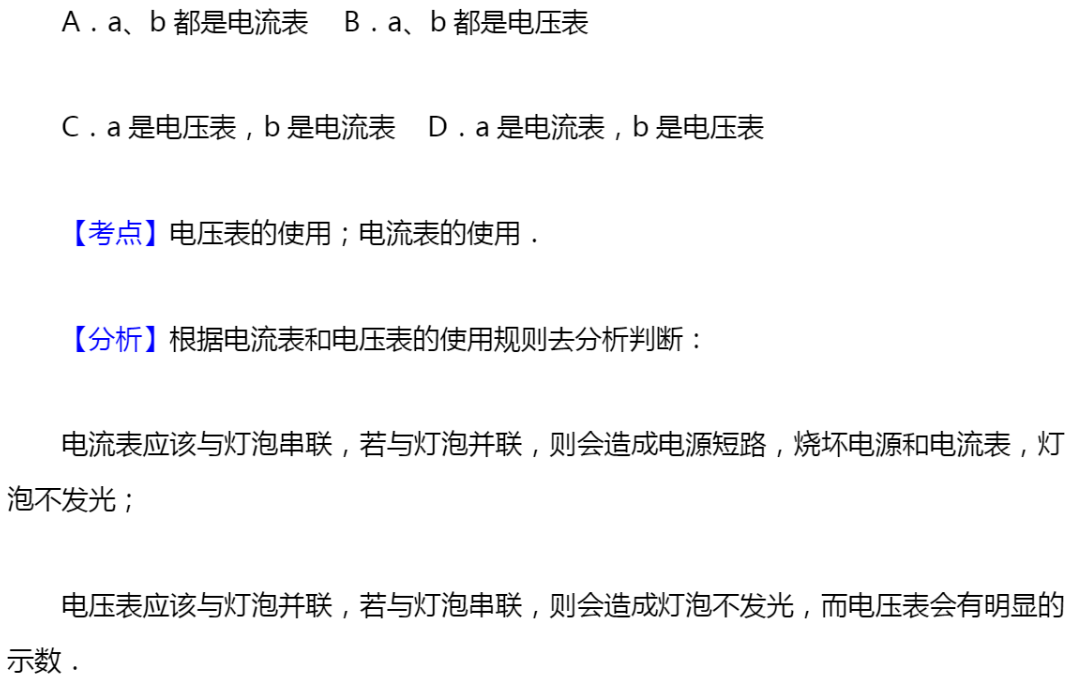 A．a、b 都是电流表 B．a、b 都是电压表
C．a 是电压表，b 是电流表 D．a 是电流表，b 是电压表
【考点】电压表的使用；电流表的使用．
【分析】根据电流表和电压表的使用规则去分析判断：
电流表应该与灯泡串联，若与灯泡并联，则会造成电源短路，烧坏电源和电流表，灯
泡不发光；
电压表应该与灯泡并联，若与灯泡串联，则会造成灯泡不发光，而电压表会有明显的
示数．